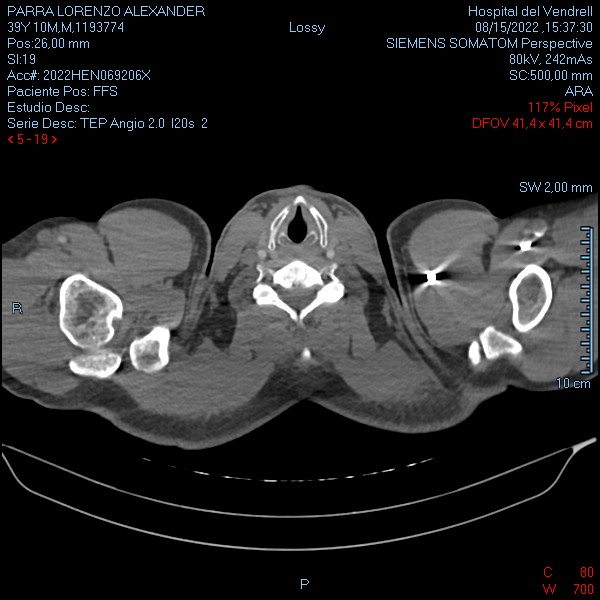 PARRA LORENZO ALEXANDER
39Y 10M,M,1193774
Pos:26,00 mm
SI:19
Acc#: 2022HEN069206X
Paciente Pos: FFS
Estudio Desc:
Serie Desc: TEP Angio 2.0 I20s 2
< 5 - 19 >
Lossy
Hospital del Vendrell
08/15/2022 ,15:37:30
SIEMENS SOMATOM Perspective
80kV, 242mAs
SC:500,00 mm
ARA
117% Pixel
DFOV 41,4 x 41,4 cm
SW 2,00 mm
R
10 cm
P
C 80
W 700